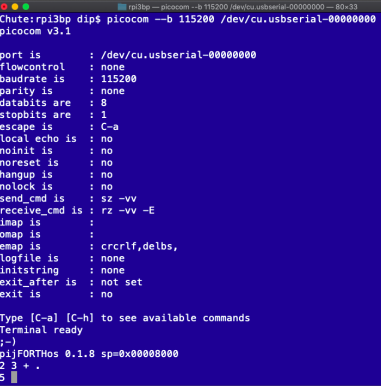 rpi3bp — picocom --b 115200 /dev/cu.usbserial-00000000 — 80×33
Chute:rpi3bp dip$ picocom --b 115200 /dev/cu.usbserial-00000000
picocom v3.1
port is        : /dev/cu.usbserial-00000000
flowcontrol    : none
baudrate is    : 115200
parity is      : none
databits are   : 8
stopbits are   : 1
escape is      : C-a
local echo is  : no
noinit is      : no
noreset is     : no
hangup is      : no
nolock is      : no
send_cmd is    : sz -vv
receive_cmd is : rz -vv -E
imap is        :
omap is        :
emap is        : crcrlf,delbs,
logfile is     : none
initstring     : none
exit_after is  : not set
exit is        : no
Type [C-a] [C-h] to see available commands
Terminal ready
;-)
pijFORTHos 0.1.8 sp=0x00008000
2 3 + .
5